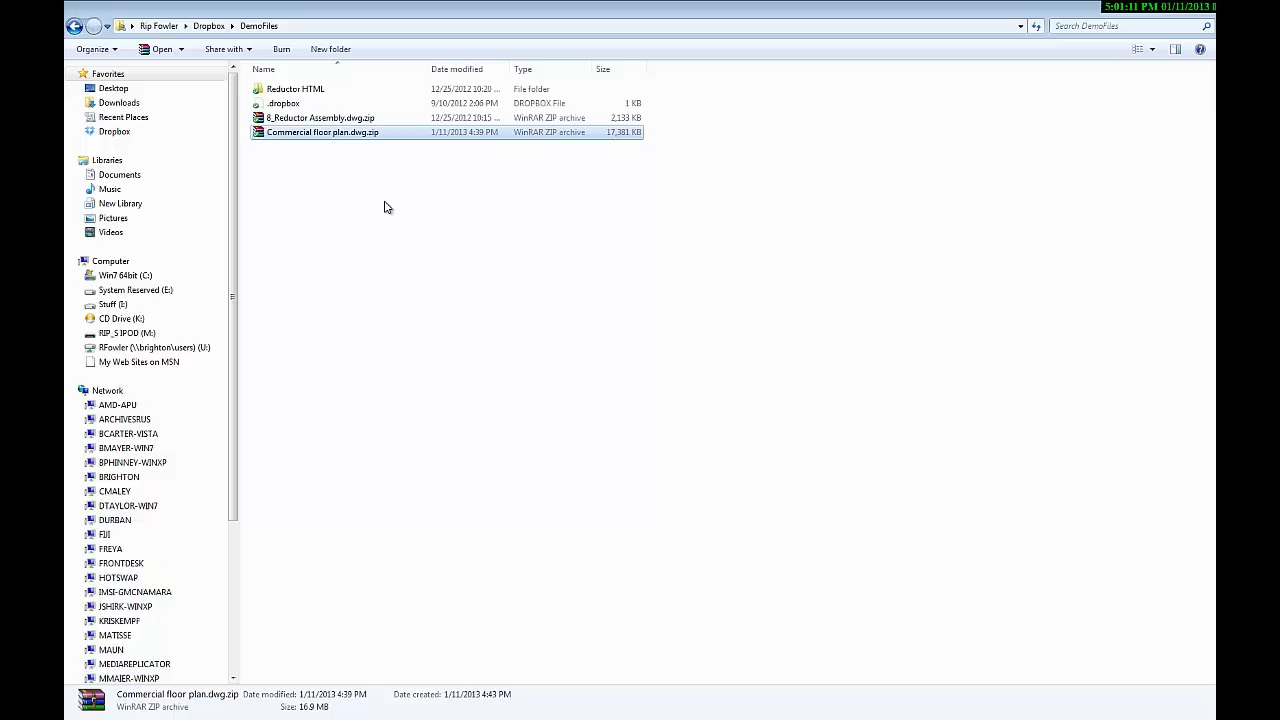 5:01:11 PM 01/11/2013
Rip Fowler Dropbox DemoFiles
Search DemoFiles
Organize Open Share with Burn New folder
Name Date modified Type Size
Favorites
Desktop
Downloads
Recent Places
Dropbox
Libraries
Documents
Music
New Library
Pictures
Videos
Computer
Win7 64bit (C:)
System Reserved (E:)
Stuff (I:)
CD Drive (K:)
RIP_S IPOD (M:)
RFowler (\\brighton\users) (U:)
My Web Sites on MSN
Network
AMD-APU
ARCHIVESRUS
BCARTER-VISTA
BMAYER-WIN7
BPHINNEY-WINXP
BRIGHTON
CMALEY
DTAYLOR-WIN7
DURBAN
FIJI
FREYA
FRONTDESK
HOTSWAP
IMSI-GMCNAMARA
JSHIRK-WINXP
KRISKEMPF
MATISSE
MAUN
MEDIAREPLICATOR
MMAIER-WINXP
Reductor HTML 12/25/2012 10:20 ... File folder
.dropbox 9/10/2012 2:06 PM DROPBOX File 1 KB
8_Reductor Assembly.dwg.zip 12/25/2012 10:15 ... WinRAR ZIP archive 2,133 KB
Commercial floor plan.dwg.zip 1/11/2013 4:39 PM WinRAR ZIP archive 17,381 KB
Commercial floor plan.dwg.zip Date modified: 1/11/2013 4:39 PM Date created: 1/11/2013 4:43 PM
WinRAR ZIP archive Size: 16.9 MB